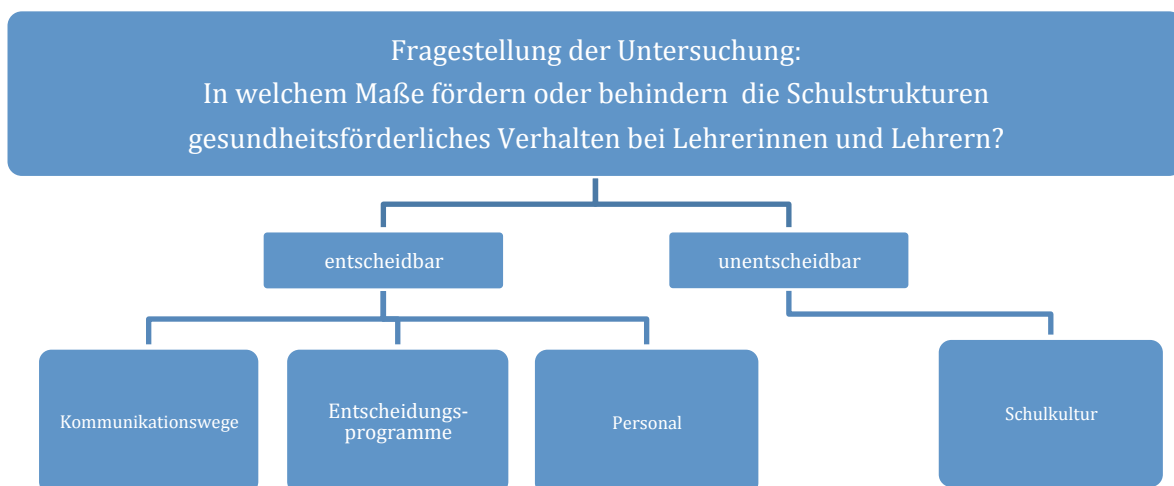 Fragestellung der Untersuchung:
In welchem Maße fördern oder behindern die Schulstrukturen
gesundheitsförderliches Verhalten bei Lehrerinnen und Lehrern?
entscheidbar
unentscheidbar
Kommunikationswege
Entscheidungs-
programme
Personal
Schulkultur